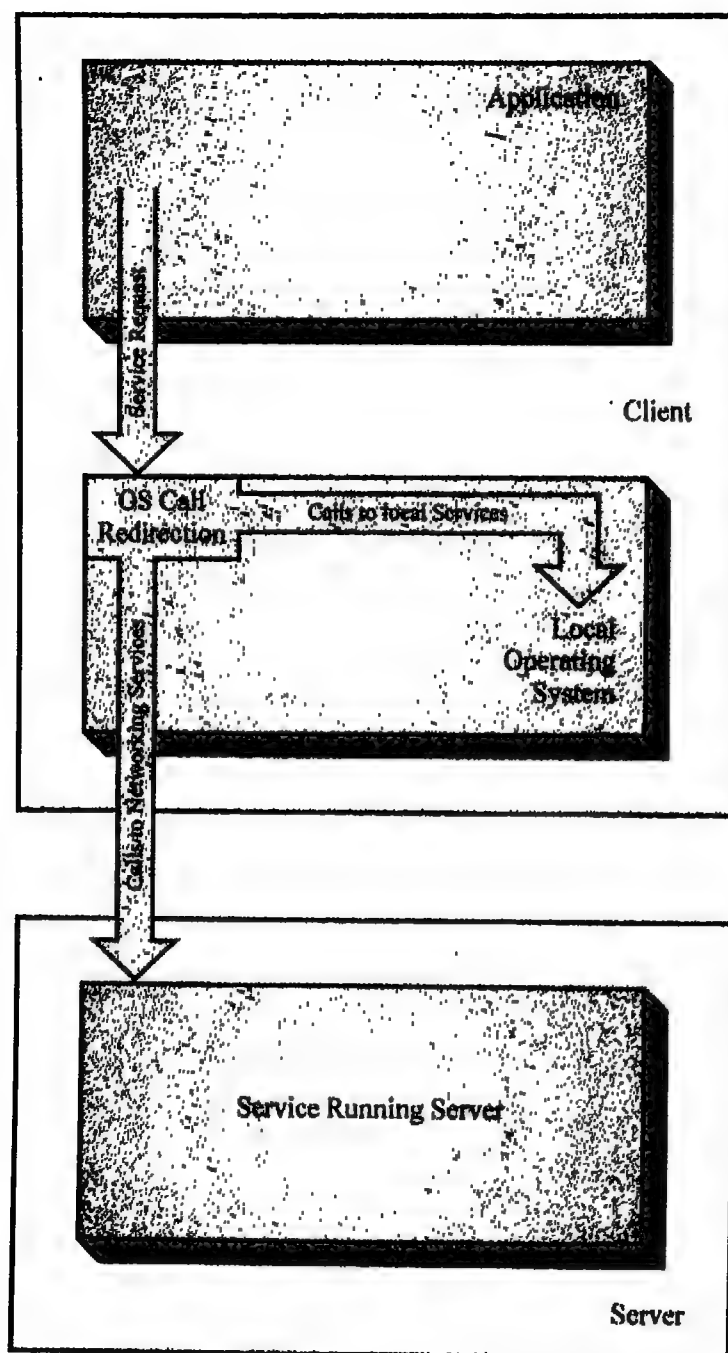 Application
Service Request
Client
OS Call
Redirection
Calls to local Services
Local
Operating
System
Calls to Networking Services
Service Running Server
Server